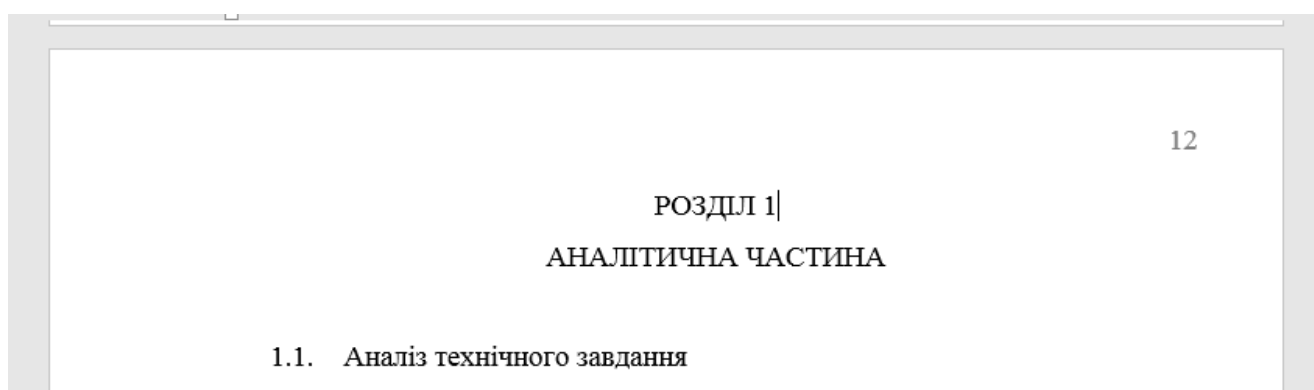 12
РОЗДІЛ 1
АНАЛІТИЧНА ЧАСТИНА
1.1. Аналіз технічного завдання